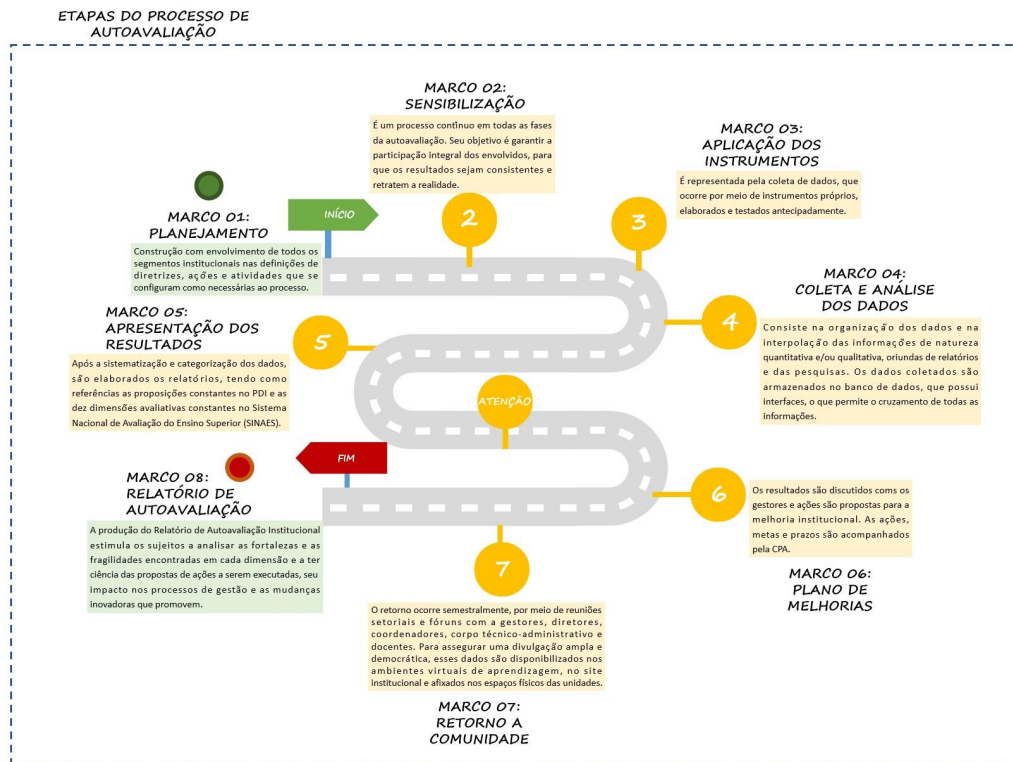 ETAPAS DO PROCESSO DE
AUTOAVALIAÇÃO
MARCO 01:
PLANEJAMENTO
Construção com envolvimento de todos os
segmentos institucionais nas definições de
diretrizes, ações e atividades que se
configuram como necessárias ao processo.
INÍCIO
MARCO 02:
SENSIBILIZAÇÃO
É um processo contínuo em todas as fases
da autoavaliação. Seu objetivo é garantir a
participação integral dos envolvidos, para
que os resultados sejam consistentes e
retratem a realidade.
2
MARCO 03:
APLICAÇÃO DOS
INSTRUMENTOS
É representada pela coleta de dados, que
ocorre por meio de instrumentos próprios,
elaborados e testados antecipadamente.
3
MARCO 04:
COLETA E ANÁLISE
DOS DADOS
Consiste na organização dos dados e na
interpolação das informações de natureza
quantitativa e/ou qualitativa, oriundas de relatórios
e das pesquisas. Os dados coletados são
armazenados no banco de dados, que possui
interfaces, o que permite o cruzamento de todas as
informações.
4
MARCO 05:
APRESENTAÇÃO DOS
RESULTADOS
Após a sistematização e categorização dos dados,
são elaborados os relatórios, tendo como
referências as proposições constantes no PDI e as
dez dimensões avaliativas constantes no Sistema
Nacional de Avaliação do Ensino Superior (SINAES).
5
ATENÇÃO
6
Os resultados são discutidos coms os
gestores e ações são propostas para a
melhoria institucional. As ações,
metas e prazos são acompanhados
pela CPA.
MARCO 06:
PLANO DE
MELHORIAS
7
O retorno ocorre semestralmente, por meio de reuniões
setoriais e fóruns com a gestores, diretores,
coordenadores, corpo técnico-administrativo e
docentes. Para assegurar uma divulgação ampla e
democrática, esses dados são disponibilizados nos
ambientes virtuais de aprendizagem, no site
institucional e afixados nos espaços físicos das unidades.
MARCO 07:
RETORNO A
COMUNIDADE
FIM
MARCO 08:
RELATÓRIO DE
AUTOAVALIAÇÃO
A produção do Relatório de Autoavaliação Institucional
estimula os sujeitos a analisar as fortalezas e as
fragilidades encontradas em cada dimensão e a ter
ciência das propostas de ações a serem executadas, seu
impacto nos processos de gestão e as mudanças
inovadoras que promovem.